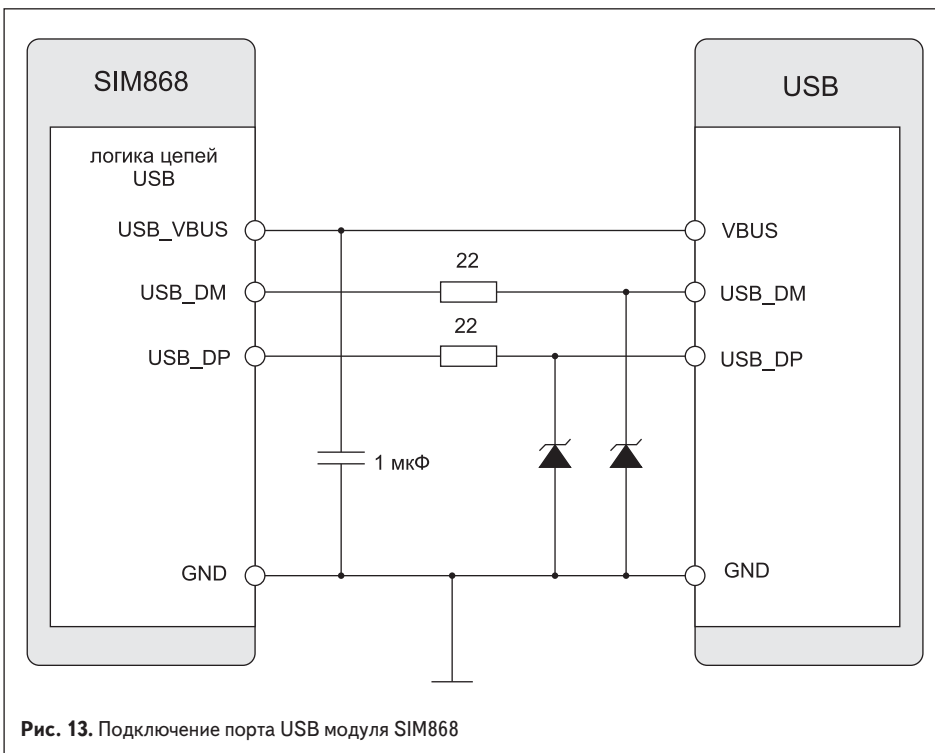 SIM868
USB
логика цепей
USB
USB_VBUS
VBUS
22
USB_DM
USB_DM
22
USB_DP
USB_DP
1 мкФ
GND
GND
Рис. 13. Подключение порта USB модуля SIM868